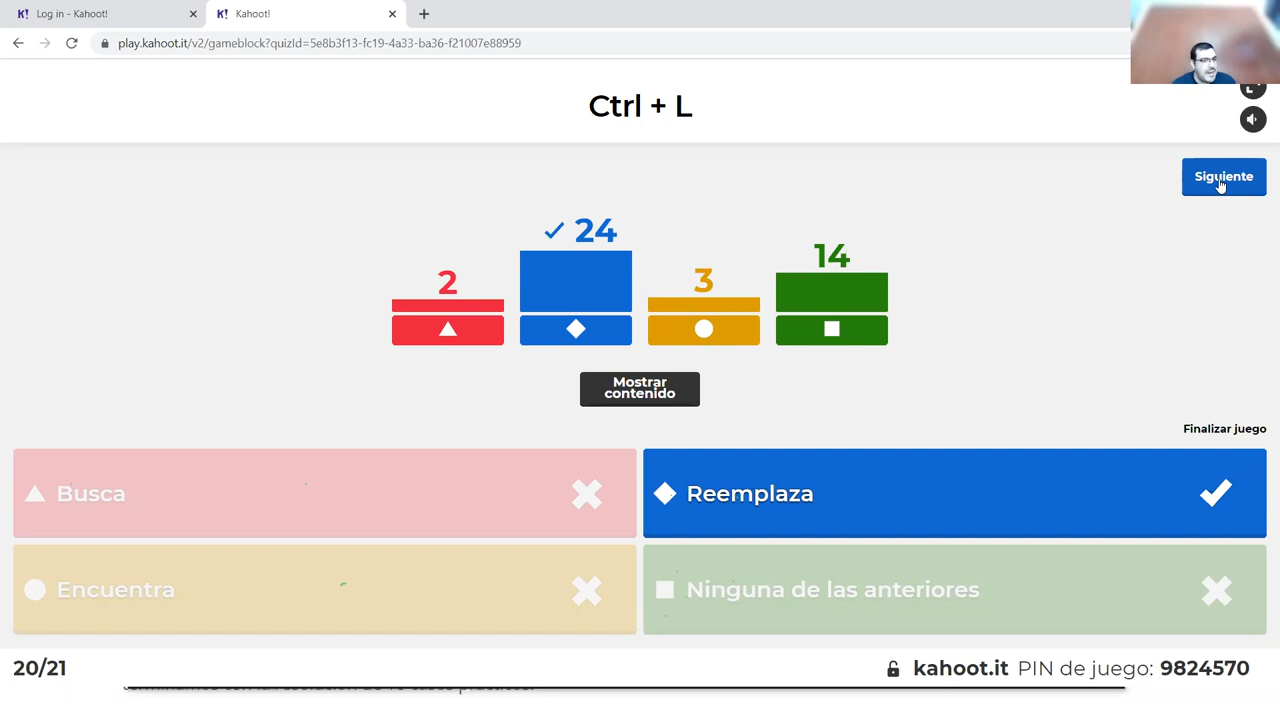 K! Log in - Kahoot!
K! Kahoot!
play.kahoot.it/v2/gameblock?quizId=5e8b3f13-fc19-4a33-ba36-f21007e88959
Ctrl + L
Siguiente
2
24
3
14
Mostrar
contenido
Finalizar juego
Busca
Reemplaza
Encuentra
Ninguna de las anteriores
20/21
kahoot.it PIN de juego: 9824570